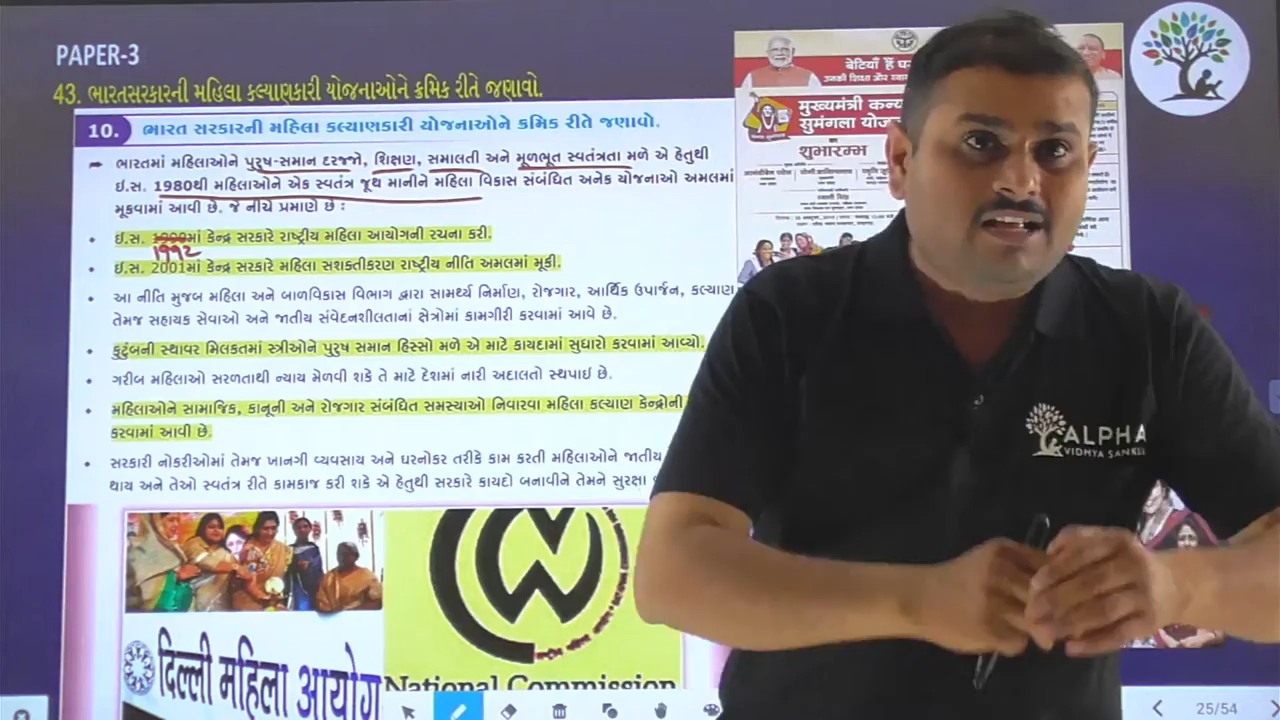 PAPER-3
43. ભારતસરકારની મહિલા કલ્યાણકારી યોજનાઓને ક્રમિક રીતે જણાવો.
10. ભારત સરકારની મહિલા કલ્યાણકારી યોજનાઓને ક્રમિક રીતે જણાવો.
ભારતમાં મહિલાઓને પુરુષ-સમાન દરજ્જો, શિક્ષણ, સમાલતી અને મૂળભૂત સ્વતંત્રતા મળે એ હેતુથી
ઈ.સ. 1980થી મહિલાઓને એક સ્વતંત્ર જૂથ માનીને મહિલા વિકાસ સંબંધિત અનેક યોજનાઓ અમલમાં
મૂકવામાં આવી છે. જે નીચે પ્રમાણે છે :
• ઈ.સ. માં કેન્દ્ર સરકારે રાષ્ટ્રીય મહિલા આયોગની રચના કરી.
1992
• ઈ.સ. 2001માં કેન્દ્ર સરકારે મહિલા સશક્તીકરણ રાષ્ટ્રીય નીતિ અમલમાં મૂકી.
• આ નીતિ મુજબ મહિલા અને બાળવિકાસ વિભાગ દ્વારા સામર્થ્ય નિર્માણ, રોજગાર, આર્થિક ઉપાર્જન, કલ્યાણ
તેમજ સહાયક સેવાઓ અને જાતીય સંવેદનશીલતાનાં ક્ષેત્રોમાં કામગીરી કરવામાં આવે છે.
• કુટુંબની સ્થાવર મિલકતમાં સ્ત્રીઓને પુરુષ સમાન હિસ્સો મળે એ માટે કાયદામાં સુધારો કરવામાં આવ્યો.
• ગરીબ મહિલાઓ સરળતાથી ન્યાય મેળવી શકે તે માટે દેશમાં નારી અદાલતો સ્થપાઈ છે.
• મહિલાઓને સામાજિક, કાનૂની અને રોજગાર સંબંધિત સમસ્યાઓ નિવારવા મહિલા કલ્યાણ કેન્દ્રોની
કરવામાં આવી છે.
• સરકારી નોકરીઓમાં તેમજ ખાનગી વ્યવસાય અને ઘરનોકર તરીકે કામ કરતી મહિલાઓને જાતીય
થાય અને તેઓ સ્વતંત્ર રીતે કામકાજ કરી શકે એ હેતુથી સરકારે કાયદો બનાવીને તેમને સુરક્ષા
बेटियाँ हैं
उनकी शिक्षा और
मुख्यमंत्री
सुमंगला
का
शुभारम्भ
दिल्ली महिला आयोग
National Commission
ALPHA
VIDHYA SANKUL
25/54